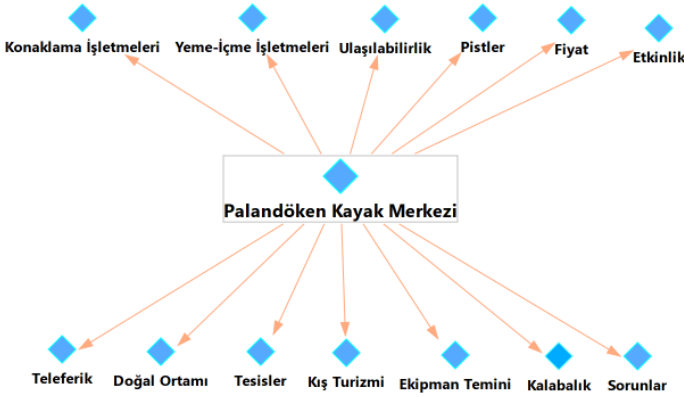 Konaklama İşletmeleri
Yeme-İçme İşletmeleri
Ulaşılabilirlik
Pistler
Fiyat
Etkinlik
Palandöken Kayak Merkezi
Teleferik
Doğal Ortamı
Tesisler
Kış Turizmi
Ekipman Temini
Kalabalık
Sorunlar